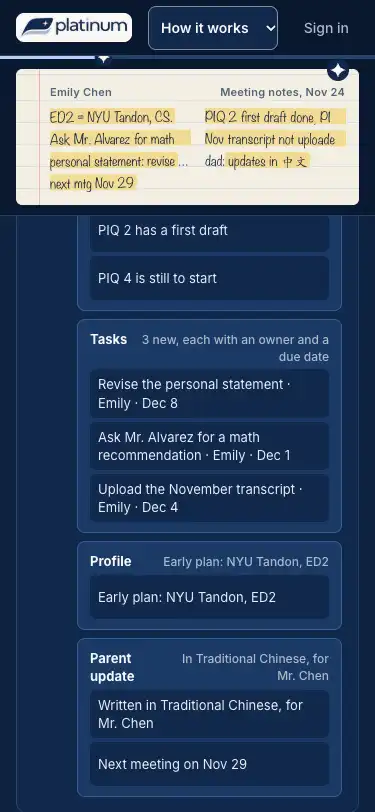 platinum
How it works
Sign in
Emily Chen
Meeting notes, Nov 24
ED2 = NYU Tandon, CS.
Ask Mr. Alvarez for math
personal statement: revise ...
next mtg Nov 29
PIQ 2 first draft done, PI
Nov transcript not uploade
dad: updates in 中文
PIQ 2 has a first draft
PIQ 4 is still to start
Tasks
3 new, each with an owner and a
due date
Revise the personal statement ·
Emily · Dec 8
Ask Mr. Alvarez for a math
recommendation · Emily · Dec 1
Upload the November transcript ·
Emily · Dec 4
Profile
Early plan: NYU Tandon, ED2
Early plan: NYU Tandon, ED2
Parent
update
In Traditional Chinese, for
Mr. Chen
Written in Traditional Chinese, for
Mr. Chen
Next meeting on Nov 29